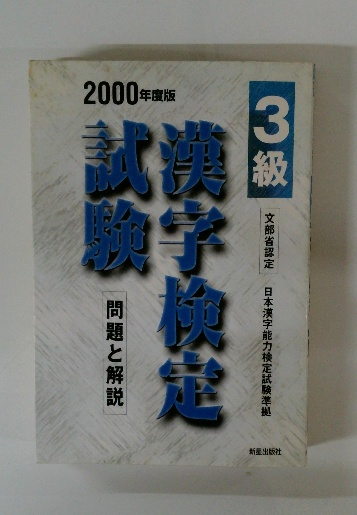 2000年度版
3級
漢字検定
試験
問題と解説
文部省認定
日本漢字能力検定試験準拠
新星出版社